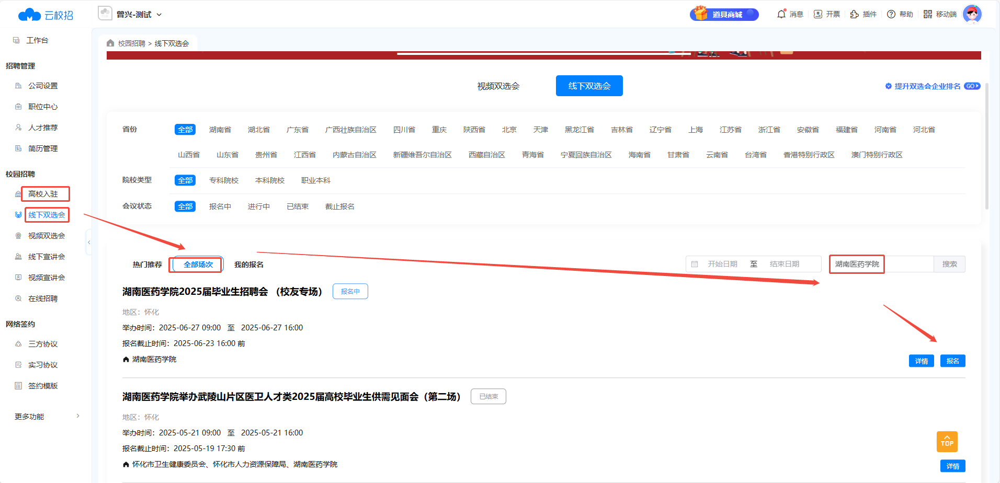 云校招
曾兴-测试
道具商城
消息
开票
插件
帮助
移动端
工作台
招聘管理
公司设置
职位中心
人才推荐
简历管理
校园招聘
高校入驻
线下双选会
视频双选会
线下宣讲会
视频宣讲会
在线招聘
网络签约
三方协议
实习协议
签约模版
更多功能
校园招聘 > 线下双选会
视频双选会
线下双选会
提升双选会企业排名 GO
省份 全部 湖南省 湖北省 广东省 广西壮族自治区 四川省 重庆 陕西省 北京 天津 黑龙江省 吉林省 辽宁省 上海 江苏省 浙江省 安徽省 福建省 河南省 河北省
山西省 山东省 贵州省 江西省 内蒙古自治区 新疆维吾尔自治区 西藏自治区 青海省 宁夏回族自治区 海南省 甘肃省 云南省 台湾省 香港特别行政区 澳门特别行政区
院校类型 全部 专科院校 本科院校 职业本科
会议状态 全部 报名中 进行中 已结束 截止报名
热门推荐 全部场次 我的报名 开始日期 至 结束日期 湖南医药学院 搜索
湖南医药学院2025届毕业生招聘会 （校友专场） 报名中
地区：怀化
举办时间：2025-06-27 09:00 至 2025-06-27 16:00
报名截止时间：2025-06-23 16:00 前
湖南医药学院
详情 报名
湖南医药学院举办武陵山片区医卫人才类2025届高校毕业生供需见面会（第二场） 已结束
地区：怀化
举办时间：2025-05-21 09:00 至 2025-05-21 16:00
报名截止时间：2025-05-19 17:30 前
怀化市卫生健康委员会、怀化市人力资源保障局、湖南医药学院
TOP
详情